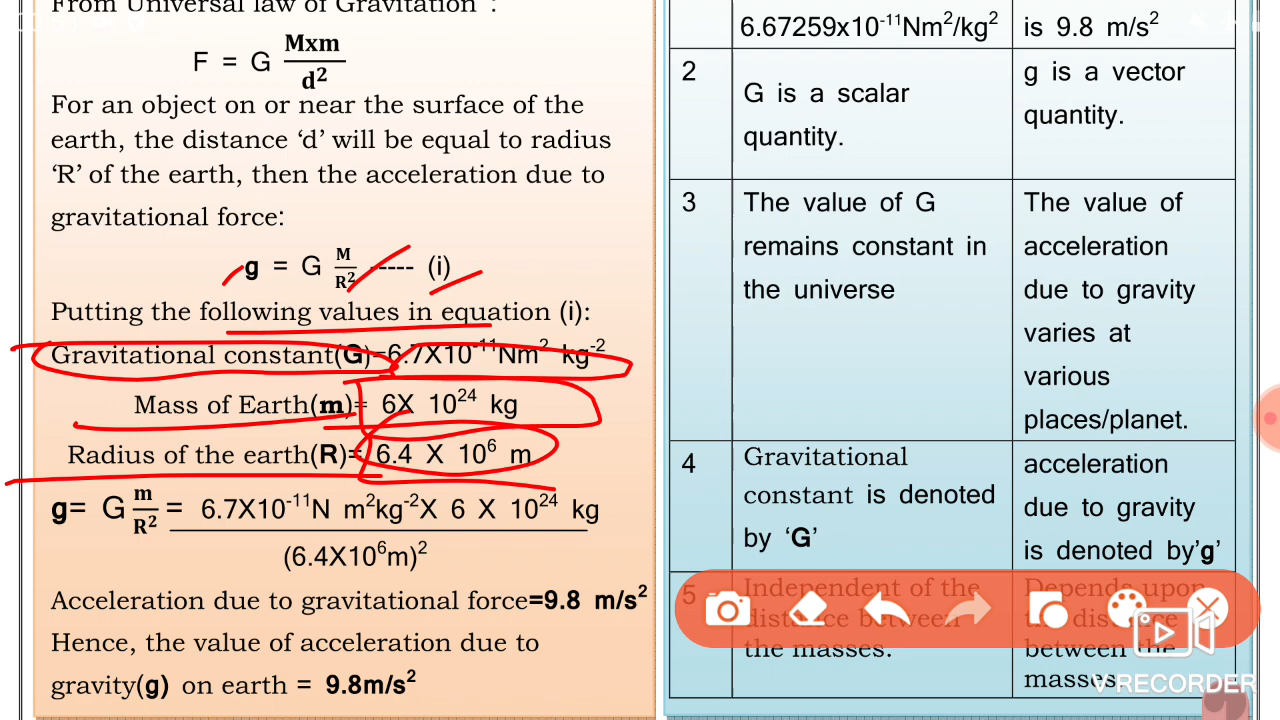 From Universal law of Gravitation :
F = G Mxm
d²
For an object on or near the surface of the
earth, the distance ‘d’ will be equal to radius
‘R’ of the earth, then the acceleration due to
gravitational force:
g = G M/R² ----- (i)
Putting the following values in equation (i):
Gravitational constant(G)=6.7X10⁻¹¹Nm² kg⁻²
Mass of Earth(m)= 6X 10²⁴ kg
Radius of the earth(R)= 6.4 X 10⁶ m
g= G m/R² = 6.7X10⁻¹¹N m²kg⁻²X 6 X 10²⁴ kg
(6.4X10⁶m)²
Acceleration due to gravitational force=9.8 m/s²
Hence, the value of acceleration due to
gravity(g) on earth = 9.8m/s²
6.67259x10⁻¹¹Nm²/kg²
is 9.8 m/s²
2
G is a scalar
quantity.
g is a vector
quantity.
3
The value of G
remains constant in
the universe
The value of
acceleration
due to gravity
varies at
various
places/planet.
4
Gravitational
constant is denoted
by ‘G’
acceleration
due to gravity
is denoted by’g’
5
Independent of the
distance between
the masses.
Depends upon
the distance
between the
masses.
V RECORDER